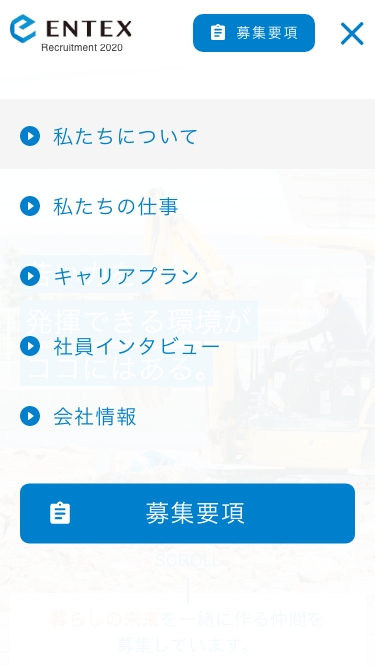 ENTEX
Recruitment 2020
募集要項
私たちについて
私たちの仕事
キャリアプラン
発揮できる環境が
社員インタビュー
ココにはある。
会社情報
募集要項
SCROLL
暮らしの未来を一緒に作る仲間を
募集しています。